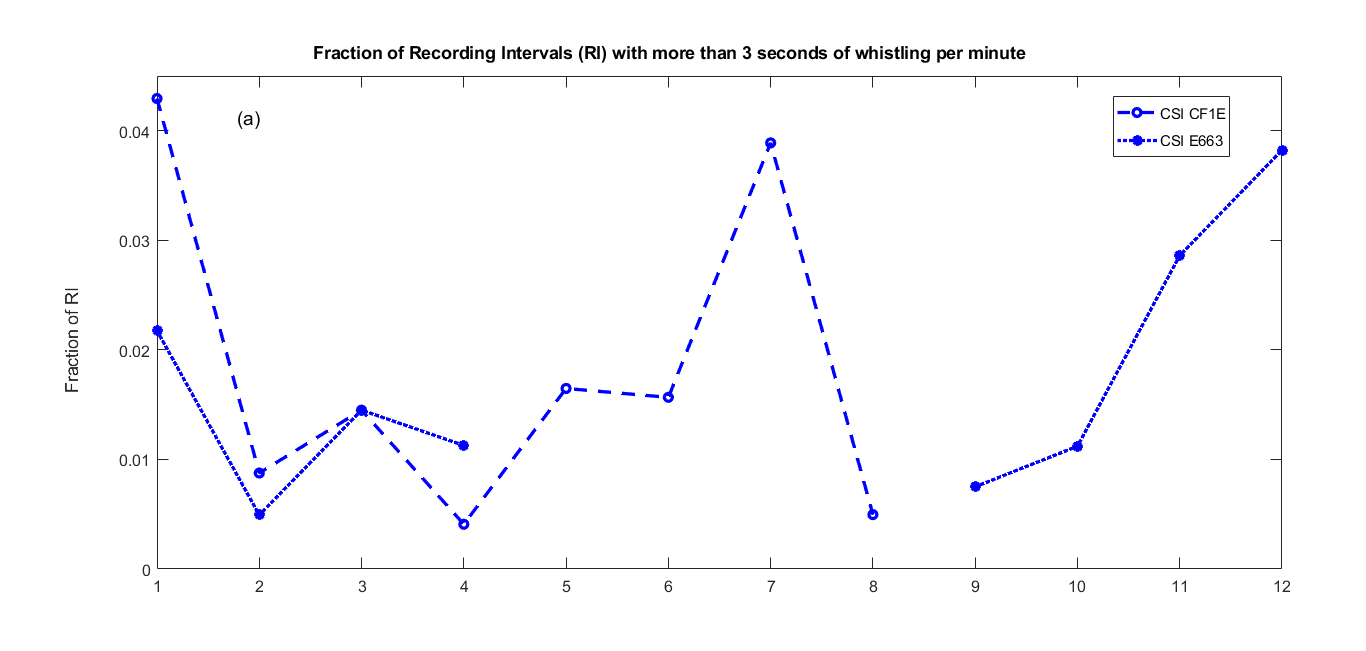 Fraction of Recording Intervals (RI) with more than 3 seconds of whistling per minute
(a)
CSI CF1E
CSI E663
0.04
0.03
0.02
0.01
0
Fraction of RI
1 2 3 4 5 6 7 8 9 10 11 12